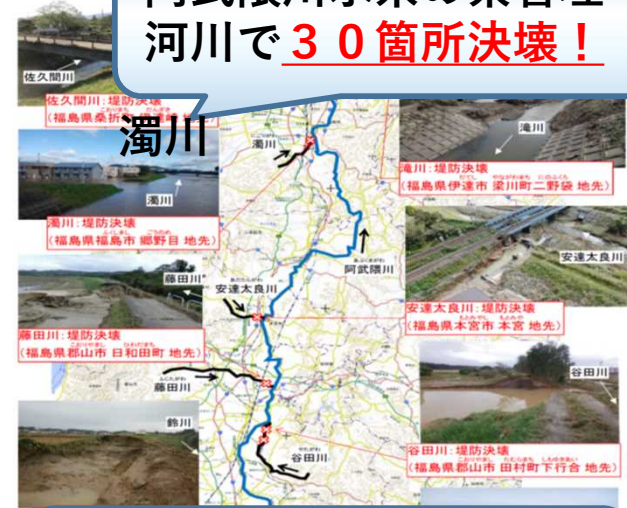 河川で３０箇所決壊！
佐久間川
佐久間川:堤防決壊
濁川
濁川
濁川:堤防決壊
(福島県福島市 郷野目 地先)
藤田川
藤田川:堤防決壊
(福島県郡山市 日和田町 地先)
鈴川
濁川
阿武隈川
安達太良川
藤田川
谷田川
滝川
滝川:堤防決壊
(福島県伊達市 梁川町二野袋 地先)
安達太良川
安達太良川:堤防決壊
(福島県本宮市 本宮 地先)
谷田川
谷田川:堤防決壊
(福島県郡山市 田村町下行合 地先)